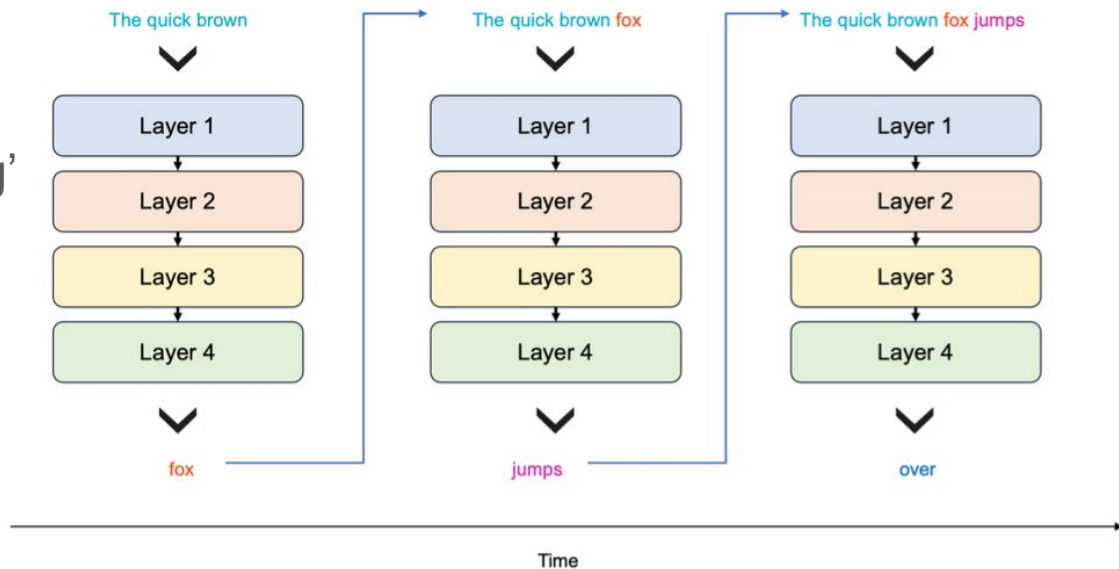 The quick brown
The quick brown fox
The quick brown fox jumps
Layer 1
Layer 1
Layer 1
Layer 2
Layer 2
Layer 2
Layer 3
Layer 3
Layer 3
Layer 4
Layer 4
Layer 4
fox
jumps
over
Time